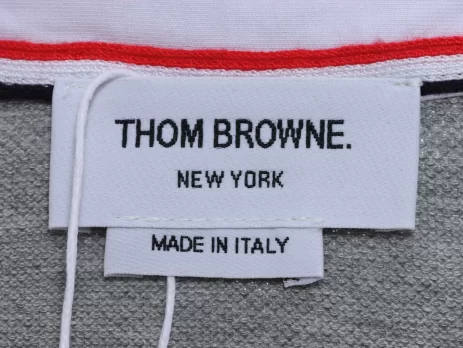 THOM BROWNE.
NEW YORK
MADE IN ITALY